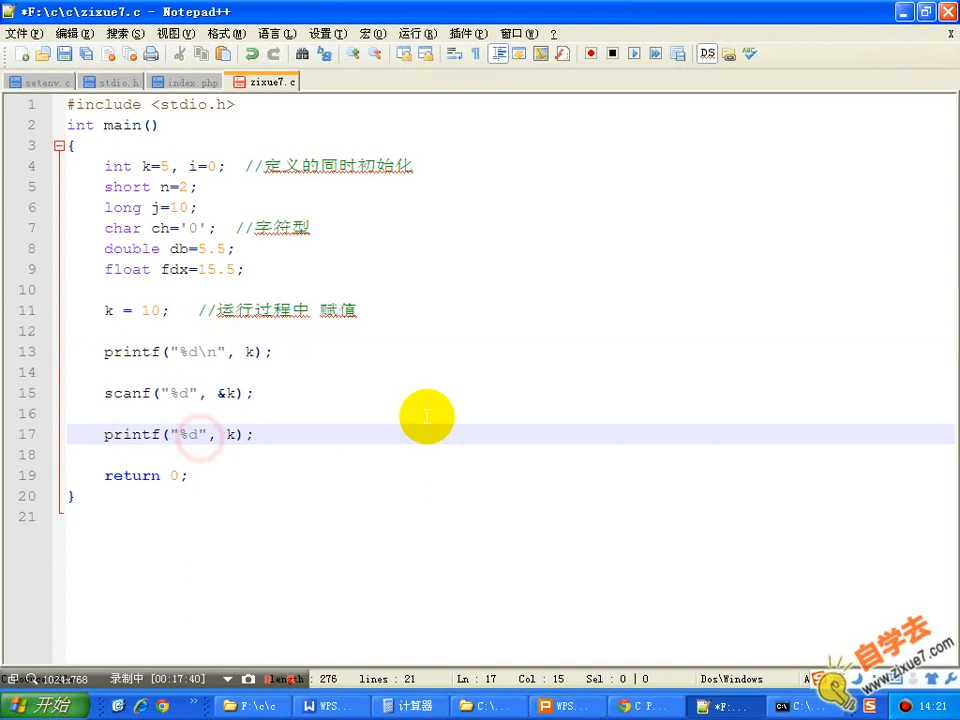 *F:\c\c\zixue7.c - Notepad++
文件(F) 编辑(E) 搜索(S) 视图(V) 格式(M) 语言(L) 设置(T) 宏(O) 运行(R) 插件(P) 窗口(W) ? X
setenv.c stdio.h index.php zixue7.c
1 #include <stdio.h>
2 int main()
3 {
4 int k=5, i=0; //定义的同时初始化
5 short n=2;
6 long j=10;
7 char ch='0'; //字符型
8 double db=5.5;
9 float fdx=15.5;
10
11 k = 10; //运行过程中 赋值
12
13 printf("%d\n", k);
14
15 scanf("%d", &k);
16
17 printf("%d", k);
18
19 return 0;
20 }
21
自学去
www.zixue7.com
1024x768 录制中 [00:17:40] length : 276 lines : 21 Ln : 17 Col : 15 Sel : 0 | 0 Dos\Windows
开始 F:\c\c WPS... 计算器 C:\... WPS... C P... *F:... C:\... 14:21